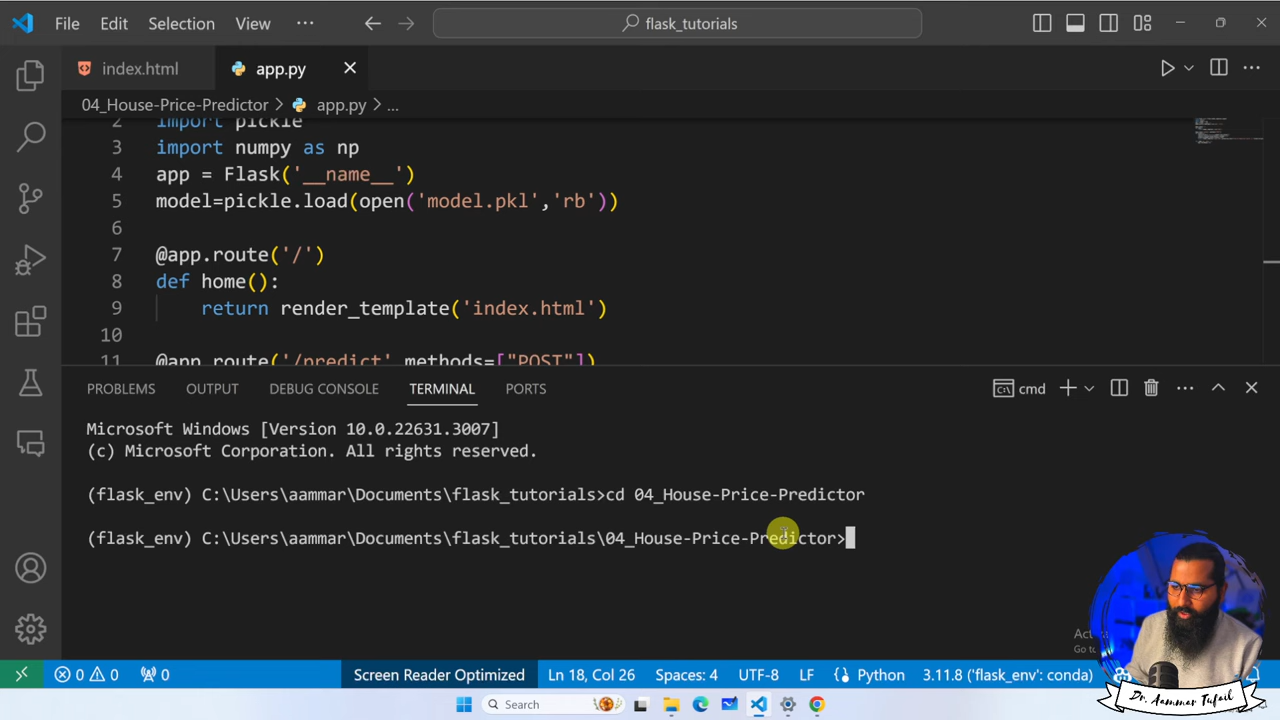 File Edit Selection View ··· flask_tutorials
index.html app.py
04_House-Price-Predictor > app.py > ...
2 import pickle
3 import numpy as np
4 app = Flask('__name__')
5 model=pickle.load(open('model.pkl','rb'))
6
7 @app.route('/')
8 def home():
9 return render_template('index.html')
10
11 @app.route('/predict' methods=["POST"])
PROBLEMS OUTPUT DEBUG CONSOLE TERMINAL PORTS cmd
Microsoft Windows [Version 10.0.22631.3007]
(c) Microsoft Corporation. All rights reserved.
(flask_env) C:\Users\aammar\Documents\flask_tutorials>cd 04_House-Price-Predictor
(flask_env) C:\Users\aammar\Documents\flask_tutorials\04_House-Price-Predictor>
0 0 0 Screen Reader Optimized Ln 18, Col 26 Spaces: 4 UTF-8 LF Python 3.11.8 ('flask_env': conda)
Dr. Aammar Tufail
Search